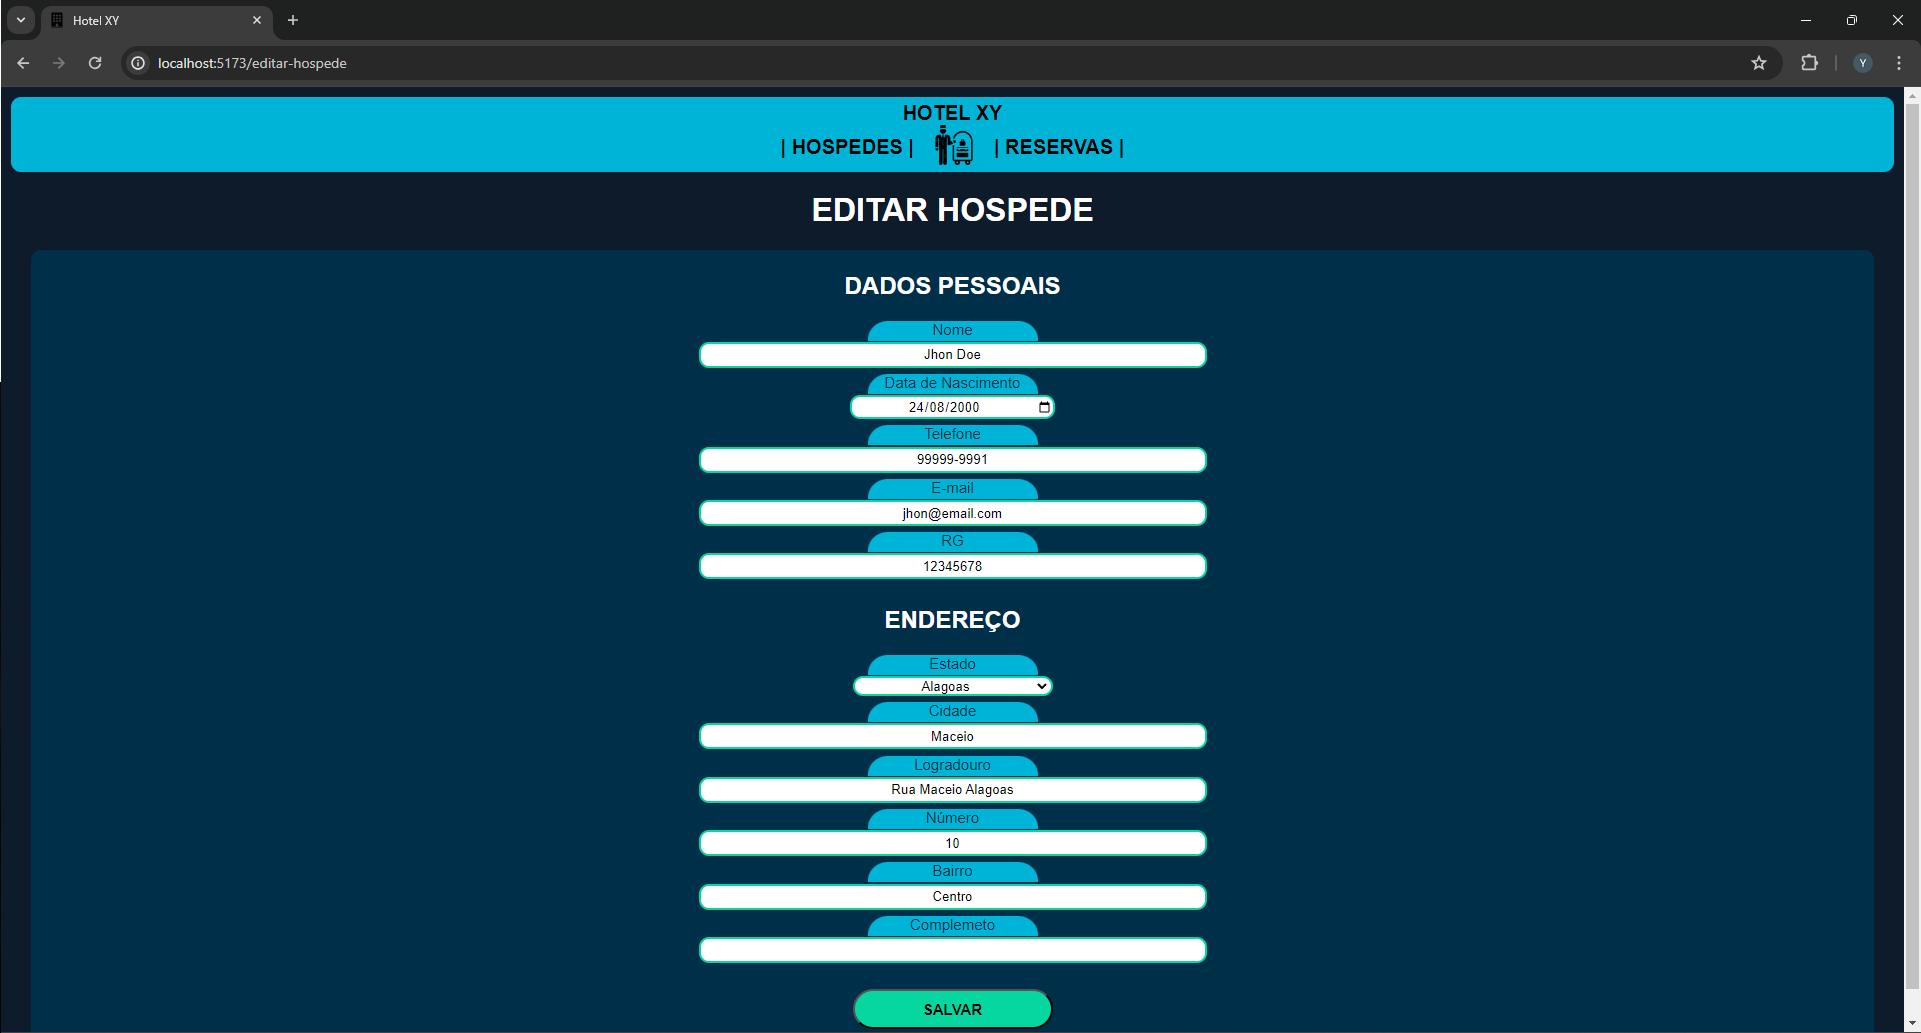 Hotel XY
localhost:5173/editar-hospede
Y
HOTEL XY
| HOSPEDES | | RESERVAS |
EDITAR HOSPEDE
DADOS PESSOAIS
Nome
Jhon Doe
Data de Nascimento
24/08/2000
Telefone
99999-9991
E-mail
jhon@email.com
RG
12345678
ENDEREÇO
Estado
Alagoas
Cidade
Maceio
Logradouro
Rua Maceio Alagoas
Número
10
Bairro
Centro
Complemeto
SALVAR